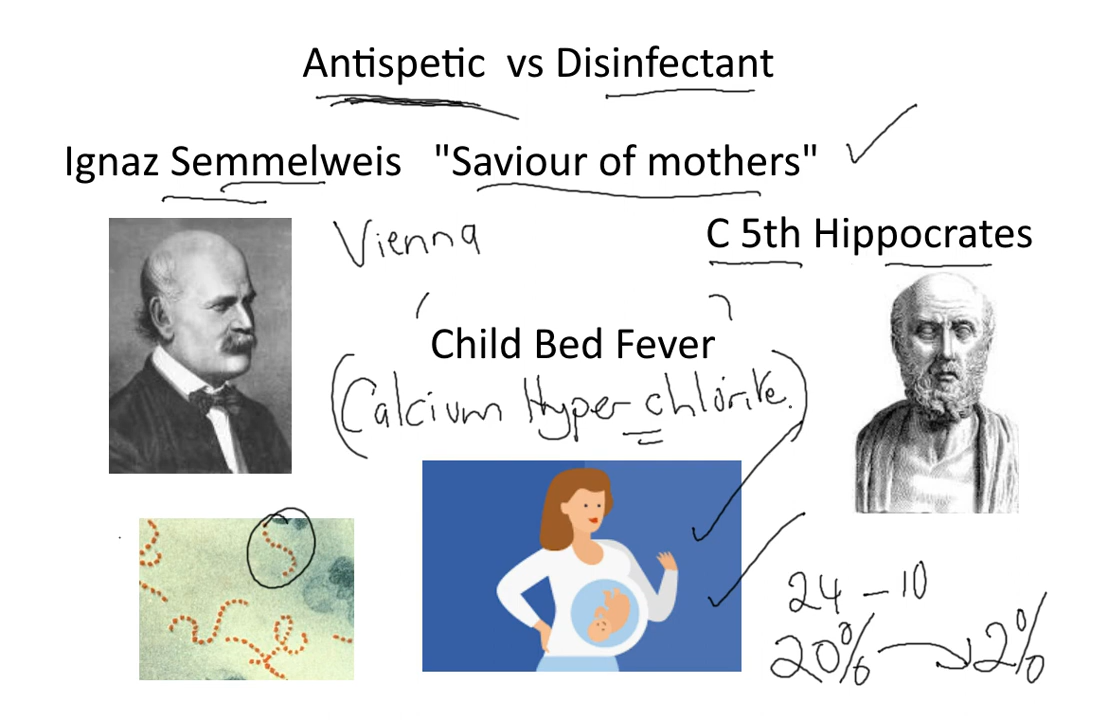 Antispetic vs Disinfectant
Ignaz Semmelweis "Saviour of mothers"
Vienna
C 5th Hippocrates
Child Bed Fever
(Calcium Hyper chlorite.)
24 - 10
20% → 2%